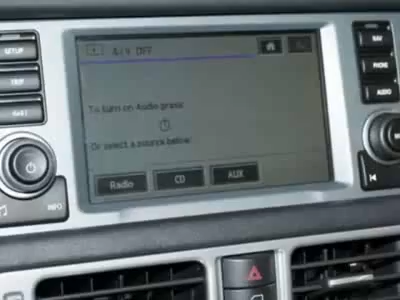 SETUP
A/V OFF
NAV
TRIP
PHONE
To turn on Audio press:
AUDIO
Or select a source below:
Radio
CD
AUX
INFO